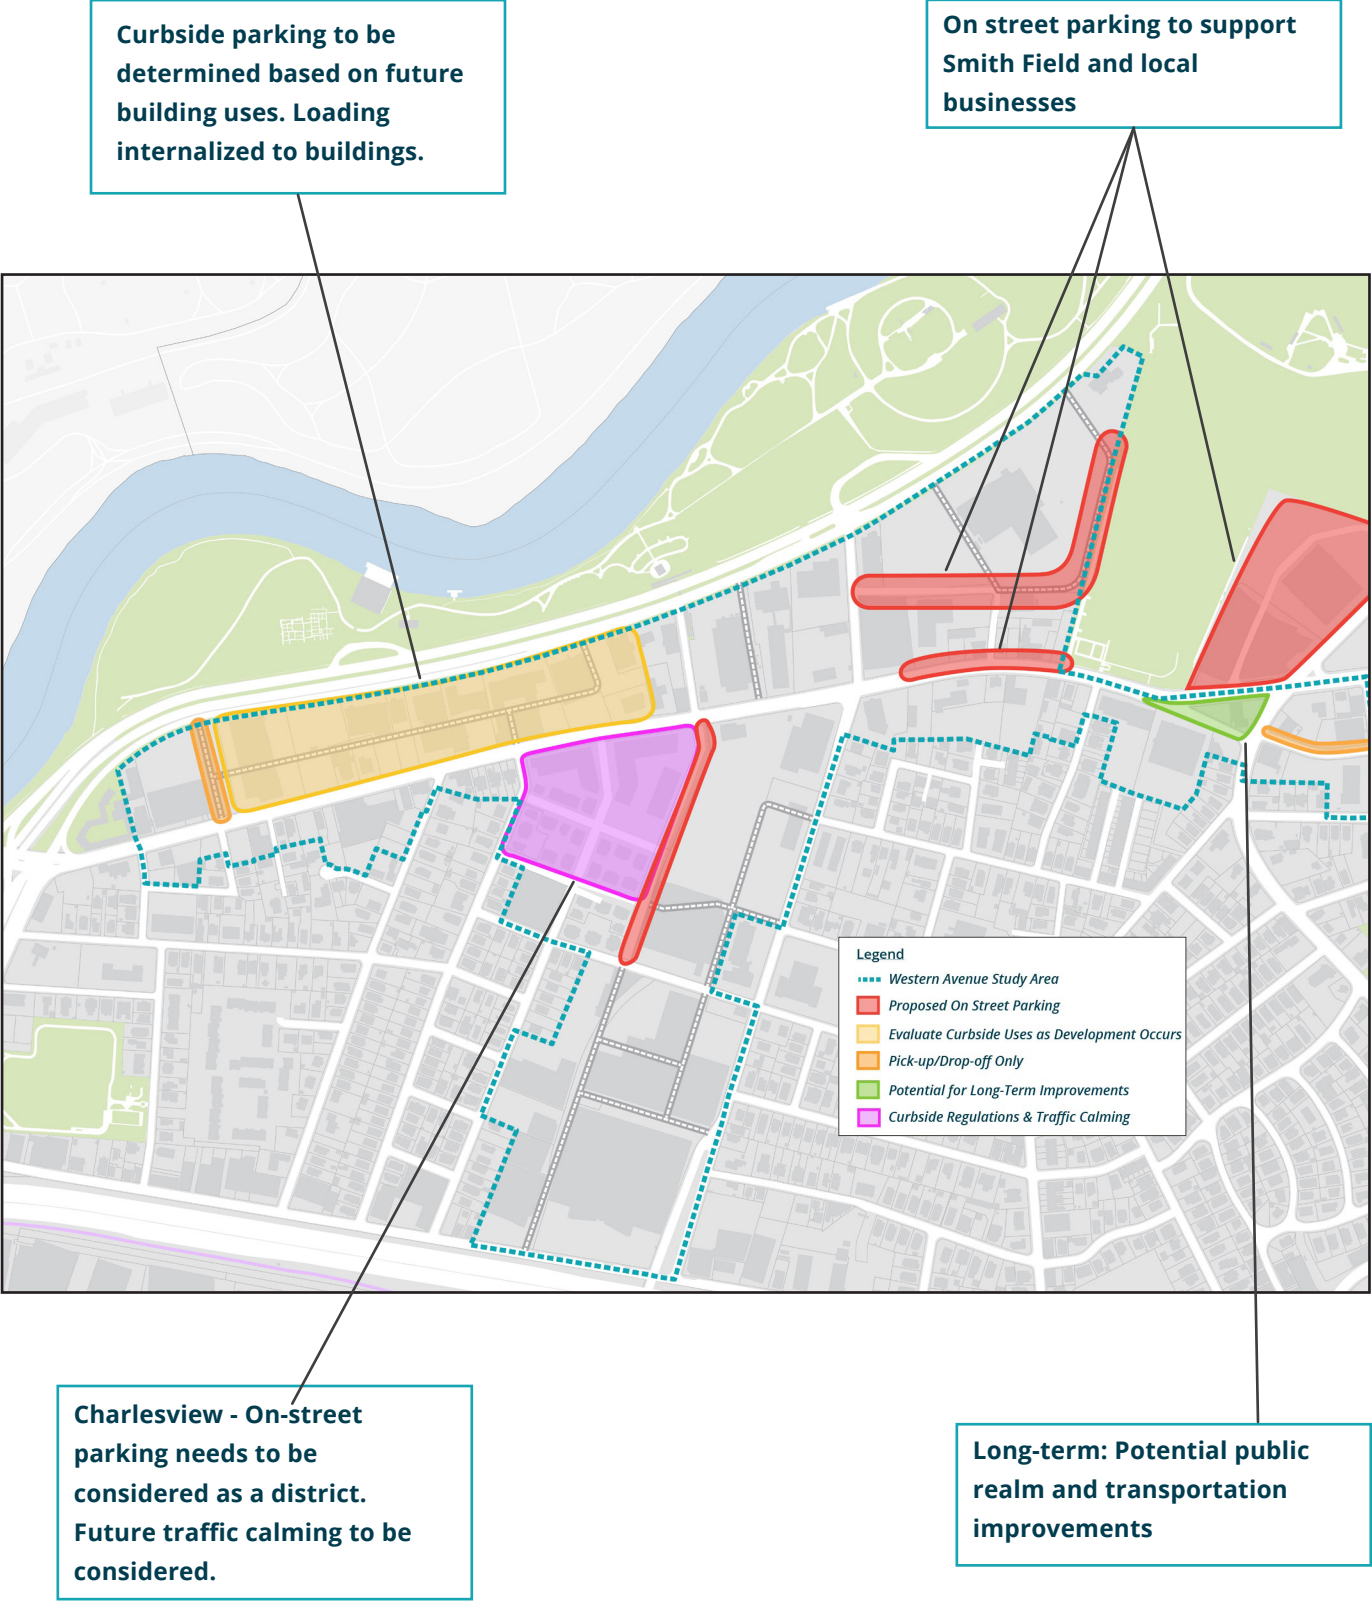 Curbside parking to be
determined based on future
building uses. Loading
internalized to buildings.
On street parking to support
Smith Field and local
businesses
Legend
Western Avenue Study Area
Proposed On Street Parking
Evaluate Curbside Uses as Development Occurs
Pick-up/Drop-off Only
Potential for Long-Term Improvements
Curbside Regulations & Traffic Calming
Charlesview - On-street
parking needs to be
considered as a district.
Future traffic calming to be
considered.
Long-term: Potential public
realm and transportation
improvements